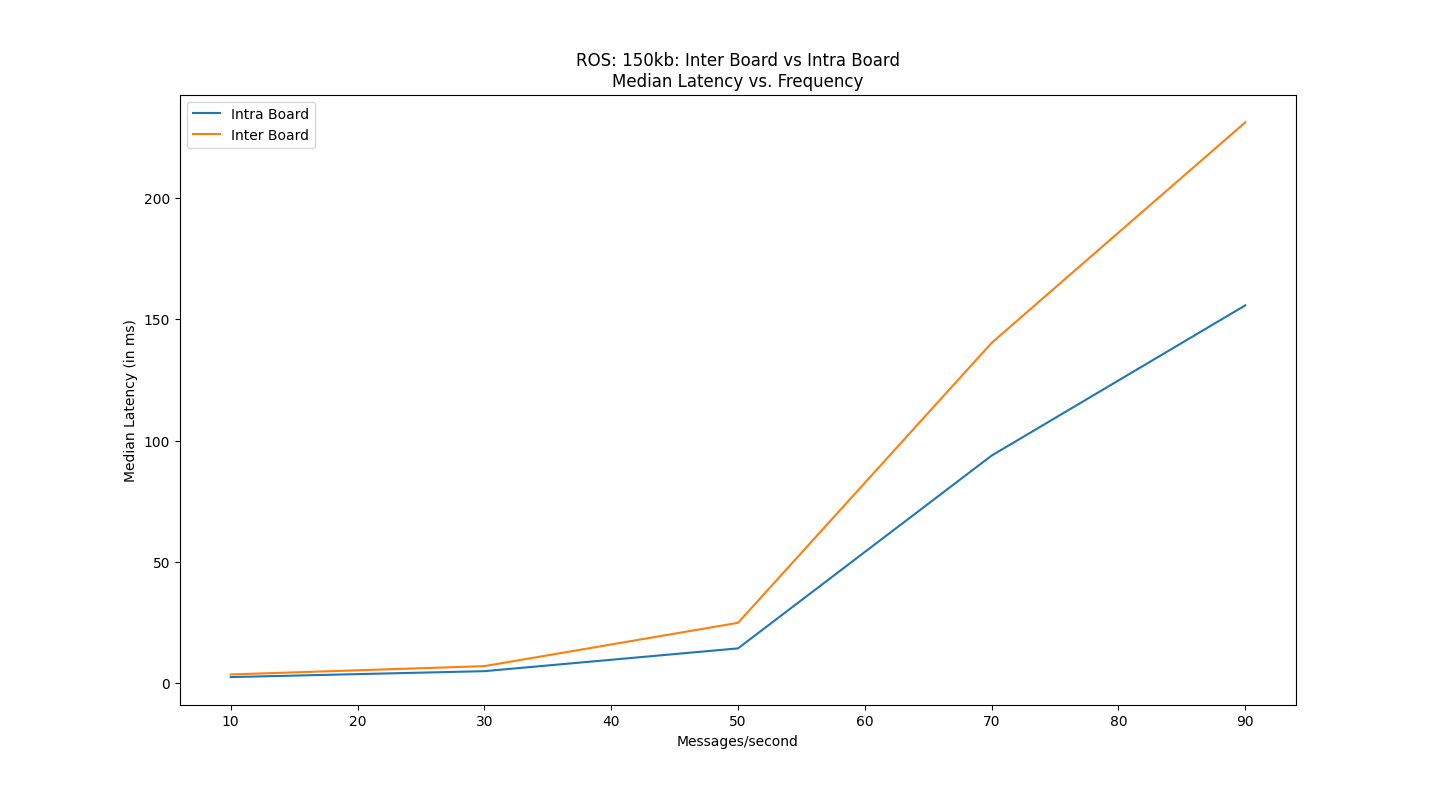 ROS: 150kb: Inter Board vs Intra Board
Median Latency vs. Frequency
Intra Board
Inter Board
Median Latency (in ms)
200
150
100
50
0
10 20 30 40 50 60 70 80 90
Messages/second